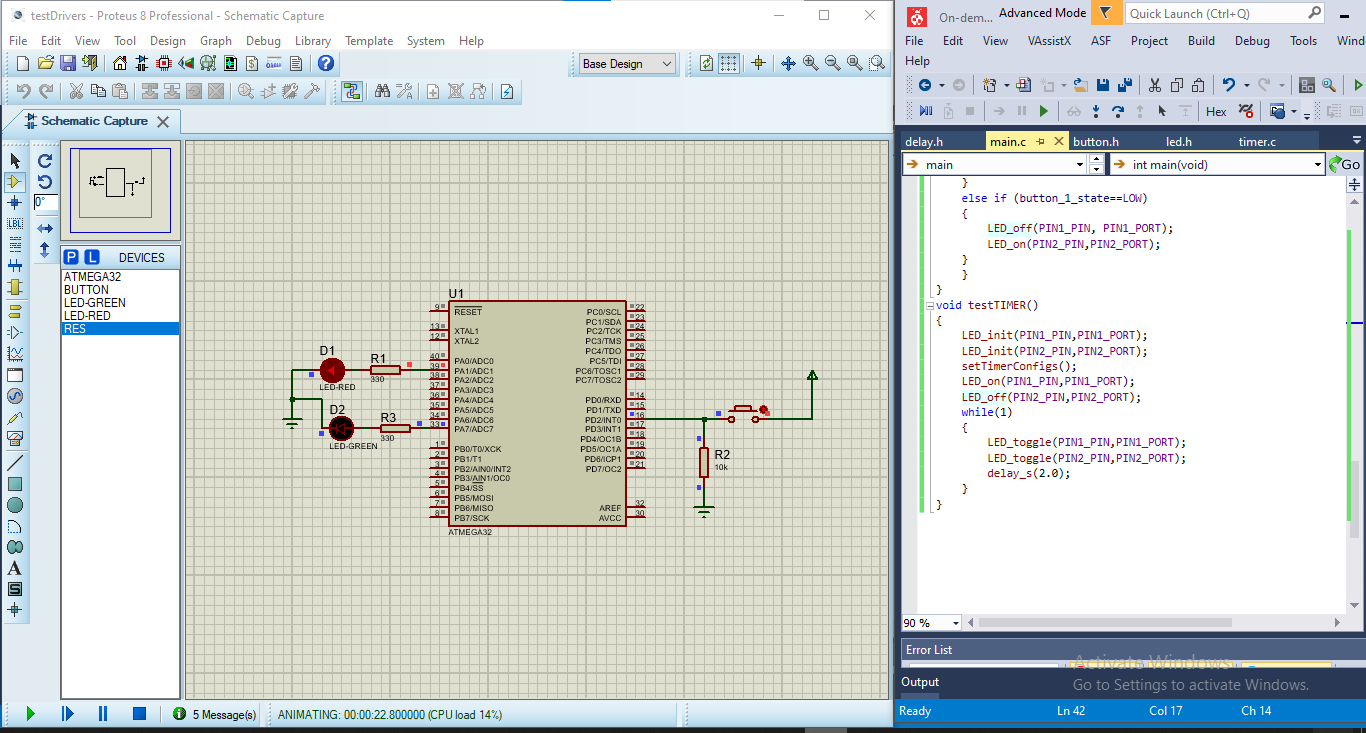 testDrivers - Proteus 8 Professional - Schematic Capture
File Edit View Tool Design Graph Debug Library Template System Help
Base Design
Schematic Capture
0°
LBL
P L DEVICES
ATMEGA32
BUTTON
LED-GREEN
LED-RED
RES
A
S
U1
9 RESET
13 XTAL1
12 XTAL2
40 PA0/ADC0
39 PA1/ADC1
38 PA2/ADC2
37 PA3/ADC3
36 PA4/ADC4
35 PA5/ADC5
34 PA6/ADC6
33 PA7/ADC7
1 PB0/T0/XCK
2 PB1/T1
3 PB2/AIN0/INT2
4 PB3/AIN1/OC0
5 PB4/SS
6 PB5/MOSI
7 PB6/MISO
8 PB7/SCK
PC0/SCL 22
PC1/SDA 23
PC2/TCK 24
PC3/TMS 25
PC4/TDO 26
PC5/TDI 27
PC6/TOSC1 28
PC7/TOSC2 29
PD0/RXD 14
PD1/TXD 15
PD2/INT0 16
PD3/INT1 17
PD4/OC1B 18
PD5/OC1A 19
PD6/ICP1 20
PD7/OC2 21
AREF 32
AVCC 30
ATMEGA32
D1
LED-RED
R1
330
D2
LED-GREEN
R3
330
R2
10k
5 Message(s)
ANIMATING: 00:00:22.800000 (CPU load 14%)
On-dem... Advanced Mode Quick Launch (Ctrl+Q)
File Edit View VAssistX ASF Project Build Debug Tools Wind
Help
Hex
delay.h main.c button.h led.h timer.c
main int main(void) Go
}
else if (button_1_state==LOW)
{
LED_off(PIN1_PIN, PIN1_PORT);
LED_on(PIN2_PIN,PIN2_PORT);
}
}
}
void testTIMER()
{
LED_init(PIN1_PIN,PIN1_PORT);
LED_init(PIN2_PIN,PIN2_PORT);
setTimerConfigs();
LED_on(PIN1_PIN,PIN1_PORT);
LED_off(PIN2_PIN,PIN2_PORT);
while(1)
{
LED_toggle(PIN1_PIN,PIN1_PORT);
LED_toggle(PIN2_PIN,PIN2_PORT);
delay_s(2.0);
}
}
90 %
Error List
Activate Windows
Output
Go to Settings to activate Windows.
Ready Ln 42 Col 17 Ch 14